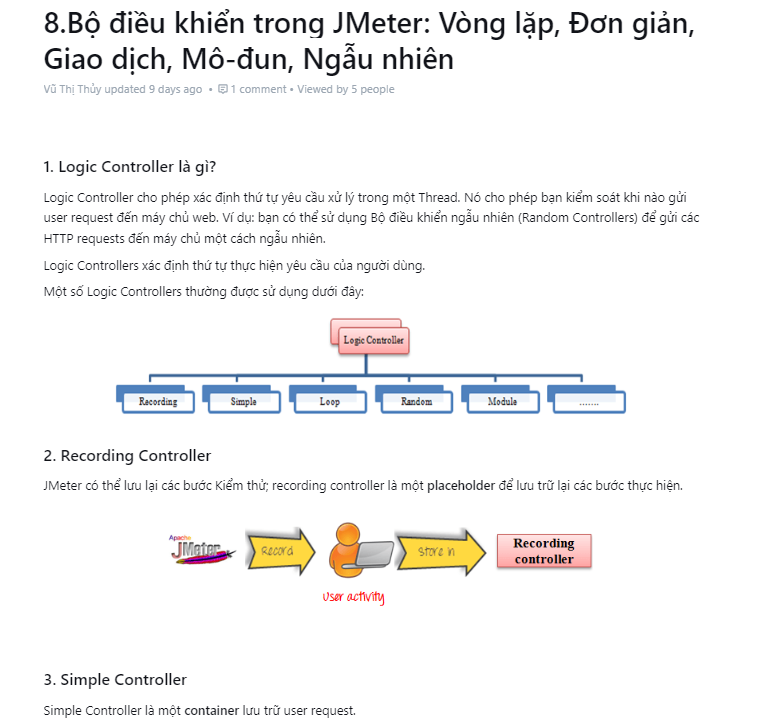 8.Bộ điều khiển trong JMeter: Vòng lặp, Đơn giản,
Giao dịch, Mô-đun, Ngẫu nhiên
Vũ Thị Thủy updated 9 days ago • 1 comment • Viewed by 5 people
1. Logic Controller là gì?
Logic Controller cho phép xác định thứ tự yêu cầu xử lý trong một Thread. Nó cho phép bạn kiểm soát khi nào gửi
user request đến máy chủ web. Ví dụ: bạn có thể sử dụng Bộ điều khiển ngẫu nhiên (Random Controllers) để gửi các
HTTP requests đến máy chủ một cách ngẫu nhiên.
Logic Controllers xác định thứ tự thực hiện yêu cầu của người dùng.
Một số Logic Controllers thường được sử dụng dưới đây:
Logic Controller
Recording Simple Loop Random Module .......
2. Recording Controller
JMeter có thể lưu lại các bước Kiểm thử; recording controller là một placeholder để lưu trữ lại các bước thực hiện.
Apache
JMeter
Record
Store in
Recording
controller
User activity
3. Simple Controller
Simple Controller là một container lưu trữ user request.